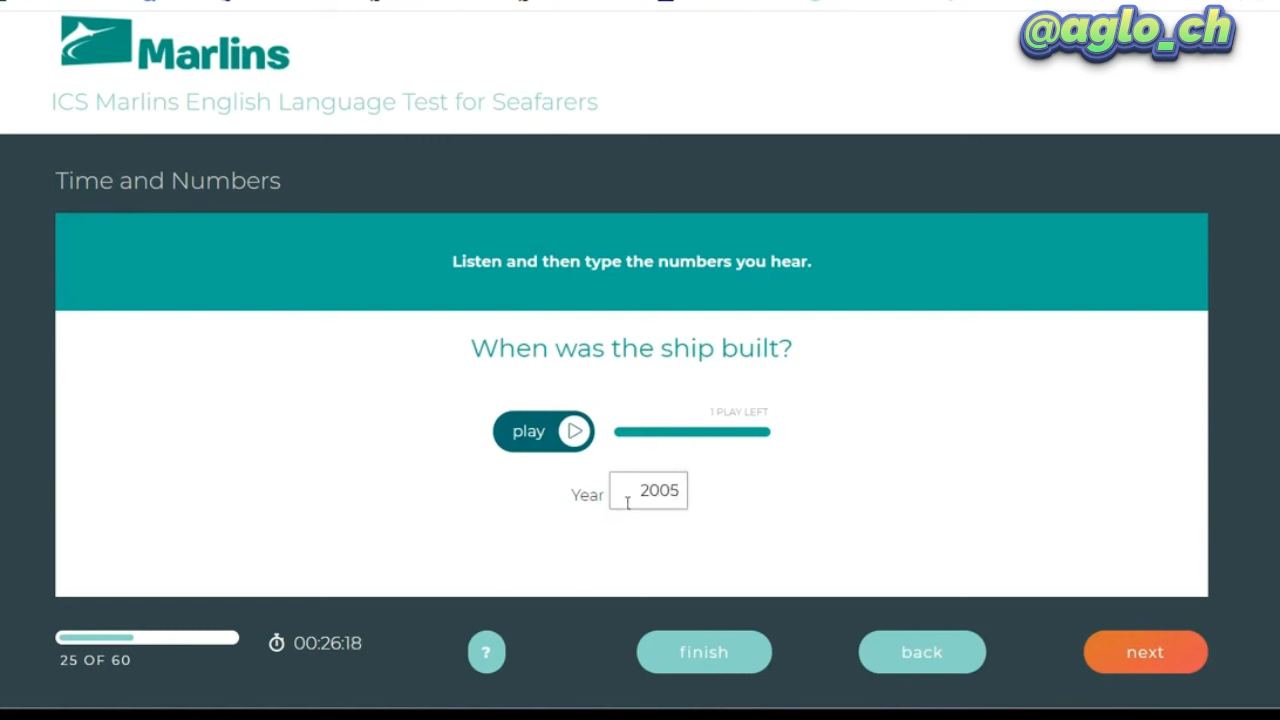 @aglo_ch
Marlins
ICS Marlins English Language Test for Seafarers
Time and Numbers
Listen and then type the numbers you hear.
When was the ship built?
1 PLAY LEFT
play
Year 2005
25 OF 60
00:26:18
?
finish
back
next